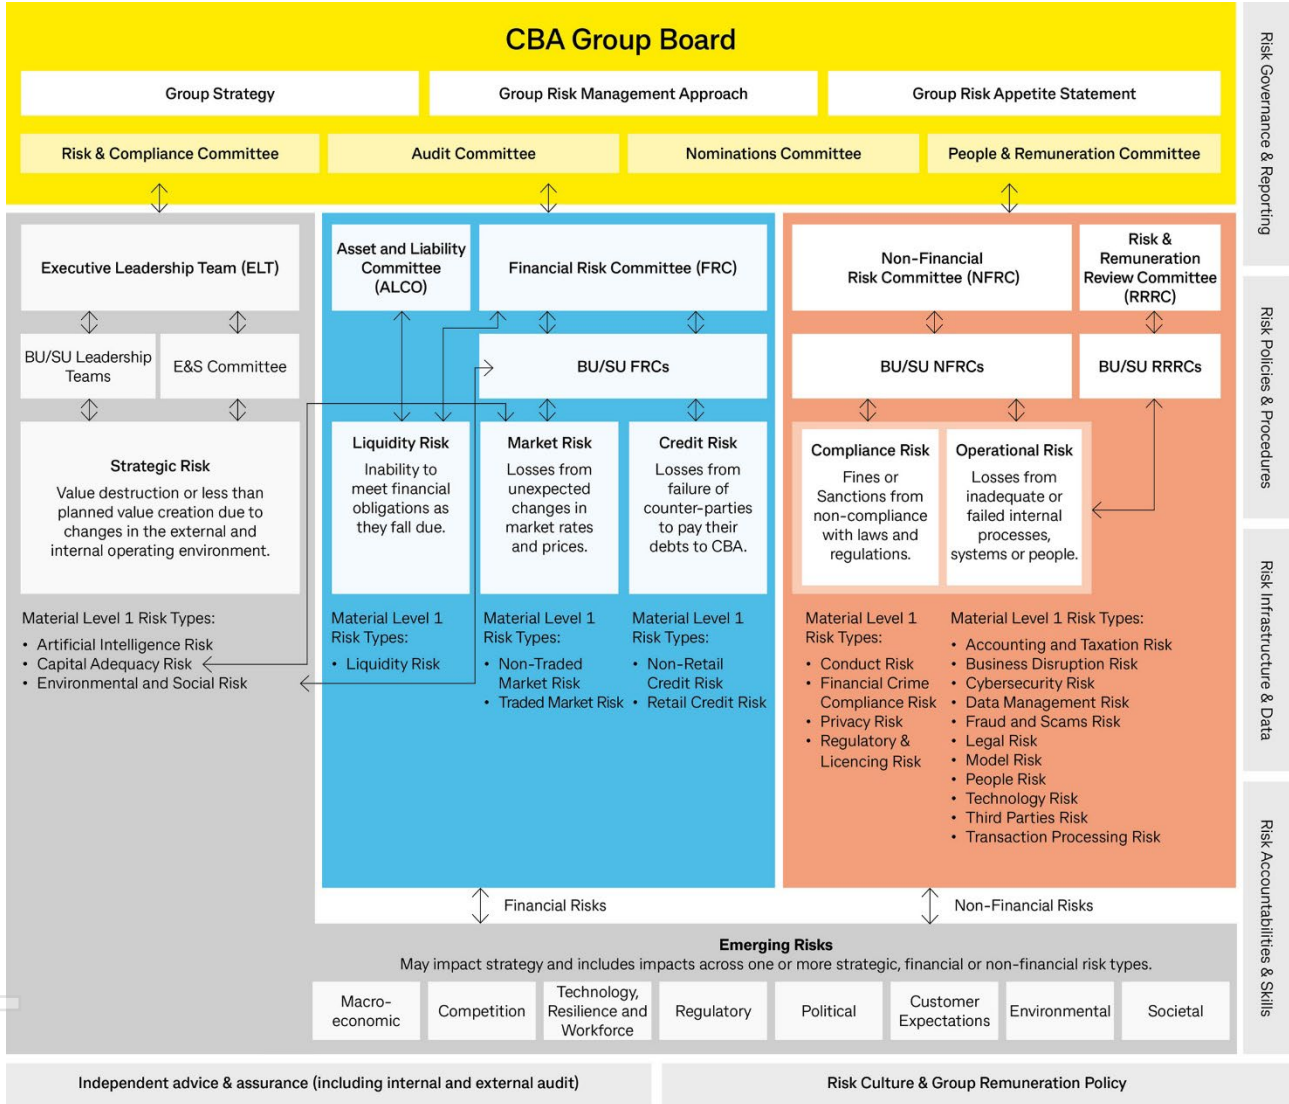 CBA Group Board
Group Strategy
Group Risk Management Approach
Group Risk Appetite Statement
Risk & Compliance Committee
Audit Committee
Nominations Committee
People & Remuneration Committee
Executive Leadership Team (ELT)
BU/SU Leadership
Teams
E&S Committee
Strategic Risk
Value destruction or less than
planned value creation due to
changes in the external and
internal operating environment.
Material Level 1 Risk Types:
• Artificial Intelligence Risk
• Capital Adequacy Risk
• Environmental and Social Risk
Asset and Liability
Committee
(ALCO)
Financial Risk Committee (FRC)
BU/SU FRCs
Liquidity Risk
Inability to
meet financial
obligations as
they fall due.
Material Level 1
Risk Types:
• Liquidity Risk
Market Risk
Losses from
unexpected
changes in
market rates
and prices.
Material Level 1
Risk Types:
• Non-Traded
Market Risk
• Traded Market Risk
Credit Risk
Losses from
failure of
counter-parties
to pay their
debts to CBA.
Material Level 1
Risk Types:
• Non-Retail
Credit Risk
• Retail Credit Risk
Non-Financial
Risk Committee (NFRC)
Risk &
Remuneration
Review Committee
(RRRC)
BU/SU NFRCs
BU/SU RRRCs
Compliance Risk
Fines or
Sanctions from
non-compliance
with laws and
regulations.
Material Level 1
Risk Types:
• Conduct Risk
• Financial Crime
Compliance Risk
• Privacy Risk
• Regulatory &
Licencing Risk
Operational Risk
Losses from
inadequate or
failed internal
processes,
systems or people.
Material Level 1 Risk Types:
• Accounting and Taxation Risk
• Business Disruption Risk
• Cybersecurity Risk
• Data Management Risk
• Fraud and Scams Risk
• Legal Risk
• Model Risk
• People Risk
• Technology Risk
• Third Parties Risk
• Transaction Processing Risk
Financial Risks
Non-Financial Risks
Emerging Risks
May impact strategy and includes impacts across one or more strategic, financial or non-financial risk types.
Macro-
economic
Competition
Technology,
Resilience and
Workforce
Regulatory
Political
Customer
Expectations
Environmental
Societal
Independent advice & assurance (including internal and external audit)
Risk Culture & Group Remuneration Policy
Risk Governance & Reporting
Risk Policies & Procedures
Risk Infrastructure & Data
Risk Accountabilities & Skills